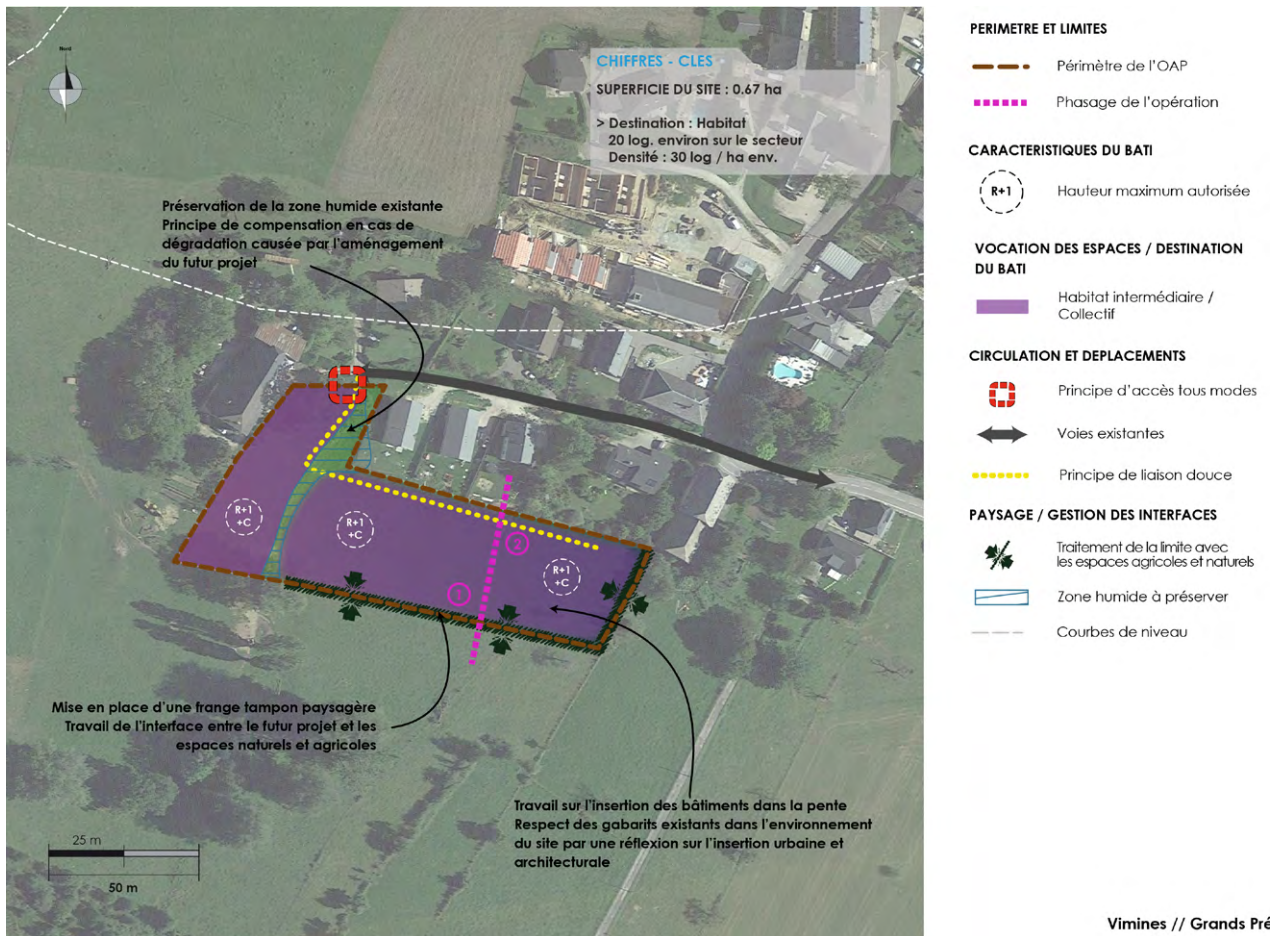 Nord
CHIFFRES - CLES
SUPERFICIE DU SITE : 0.67 ha
> Destination : Habitat
20 log. environ sur le secteur
Densité : 30 log / ha env.
Préservation de la zone humide existante
Principe de compensation en cas de
dégradation causée par l'aménagement
du futur projet
R+1
+C
R+1
+C
R+1
+C
2
2
Mise en place d'une frange tampon paysagère
Travail de l'interface entre le futur projet et les
espaces naturels et agricoles
Travail sur l'insertion des bâtiments dans la pente
Respect des gabarits existants dans l'environnement
du site par une réflexion sur l'insertion urbaine et
architecturale
25 m
50 m
PERIMETRE ET LIMITES
Périmètre de l'OAP
Phasage de l'opération
CARACTERISTIQUES DU BATI
R+1
Hauteur maximum autorisée
VOCATION DES ESPACES / DESTINATION
DU BATI
Habitat intermédiaire /
Collectif
CIRCULATION ET DEPLACEMENTS
Principe d'accès tous modes
Voies existantes
Principe de liaison douce
PAYSAGE / GESTION DES INTERFACES
Traitement de la limite avec
les espaces agricoles et naturels
Zone humide à préserver
Courbes de niveau
Vimines // Grands Pré